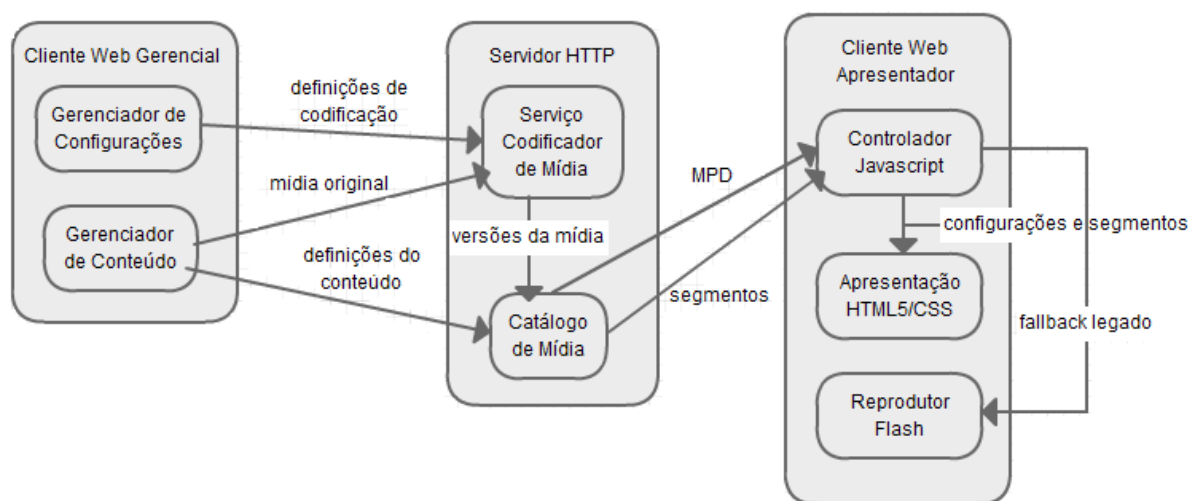 Cliente Web Gerencial
Gerenciador de
Configurações
Gerenciador
de Conteúdo
definições de
codificação
mídia original
definições do
conteúdo
Servidor HTTP
Serviço
Codificador
de Mídia
versões da mídia
Catálogo
de Mídia
MPD
segmentos
Cliente Web
Apresentador
Controlador
Javascript
configurações e segmentos
Apresentação
HTML5/CSS
fallback legado
Reprodutor
Flash